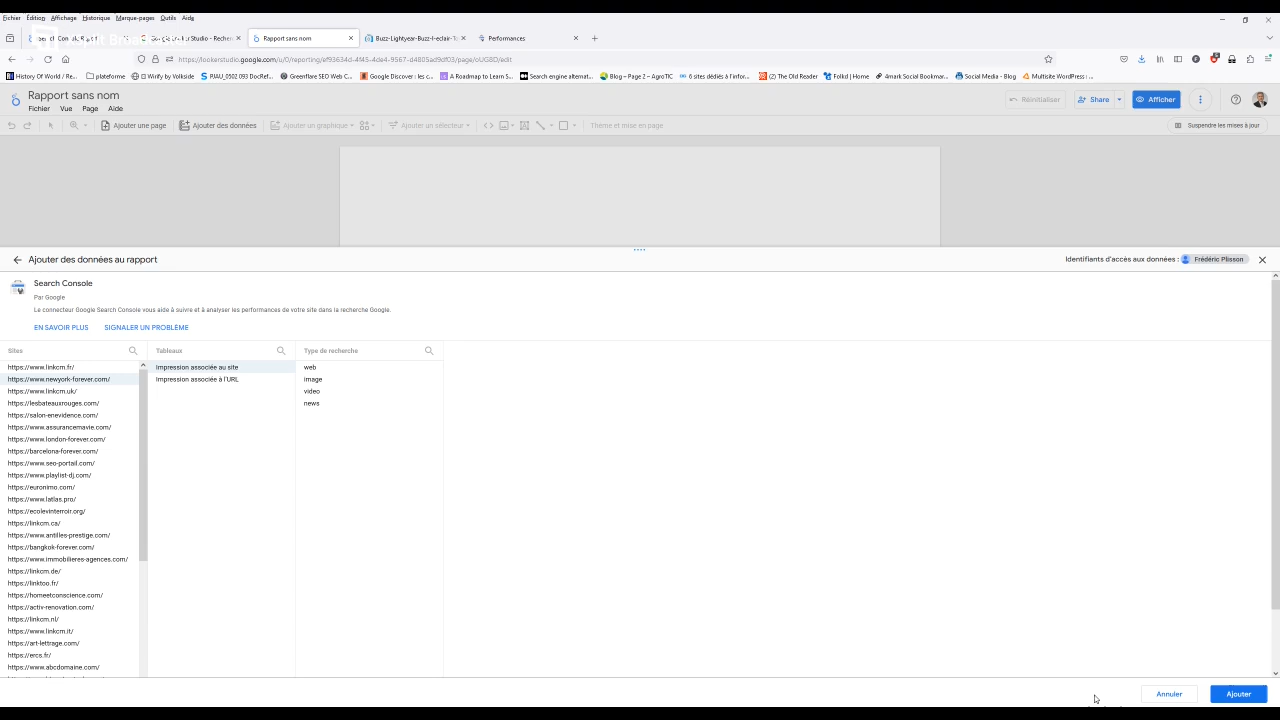 Fichier Édition Affichage Historique Marque-pages Outils Aide
Rapport sans nom Buzz-Lightyear-Buzz-l-eclair-To Performances
https://lookerstudio.google.com/u/0/reporting/ef93634d-4f45-4de4-9567-d4805ad9df03/page/oUGBD/edit
History Of World / Re... plateforme Wirify by Volkside PJAU_0502 093 DocRef... Greenflare SEO Web C... Google Discover : les c... A Roadmap to Learn S... Search engine alternat... Blog – Page 2 – AgroTIC 6 sites dédiés à l'infor... (2) The Old Reader Folkd | Home 4mark Social Bookmar... Social Media - Blog Multisite WordPress : ...
Rapport sans nom
Fichier Vue Page Aide
Réinitialiser Share Afficher
Ajouter une page Ajouter des données Ajouter un graphique Ajouter un sélecteur Thème et mise en page Suspendre les mises à jour
Ajouter des données au rapport
Identifiants d'accès aux données : Frédéric Plisson
Search Console
Par Google
Le connecteur Google Search Console vous aide à suivre et à analyser les performances de votre site dans la recherche Google.
EN SAVOIR PLUS SIGNALER UN PROBLÈME
Sites Tableaux Type de recherche
https://www.linkcm.fr/ Impression associée au site web
https://www.newyork-forever.com/ Impression associée à l'URL image
https://www.linkcm.uk/ video
https://lesbateauxrouges.com/ news
https://salon-enevidence.com/
https://www.assurancemavie.com/
https://www.london-forever.com/
https://barcelona-forever.com/
https://www.seo-portail.com/
https://www.playlist-dj.com/
https://euronimo.com/
https://www.latlas.pro/
https://ecolevinterroir.org/
https://linkcm.ca/
https://www.antilles-prestige.com/
https://bangkok-forever.com/
https://www.immobilieres-agences.com/
https://linkcm.de/
https://linktoo.fr/
https://homeetconscience.com/
https://activ-renovation.com/
https://linkcm.nl/
https://www.linkcm.it/
https://art-lettrage.com/
https://ercs.fr/
https://www.abcdomaine.com/
Annuler Ajouter